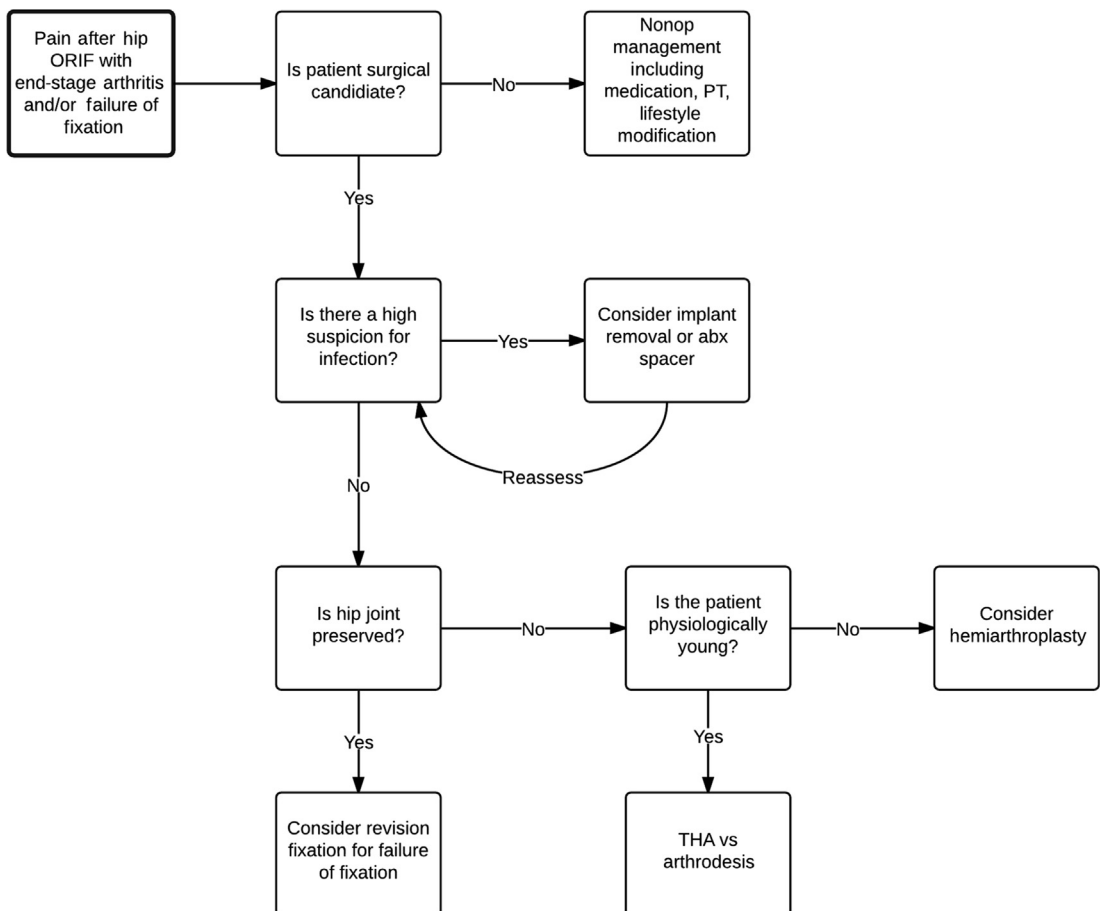 Pain after hip
ORIF with
end-stage arthritis
and/or failure of
fixation
Is patient surgical
candidiate?
No
Nonop
management
including
medication, PT,
lifestyle
modification
Yes
Is there a high
suspicion for
infection?
Yes
Consider implant
removal or abx
spacer
Reassess
No
Is hip joint
preserved?
No
Is the patient
physiologically
young?
No
Consider
hemiarthroplasty
Yes
Yes
Consider revision
fixation for failure
of fixation
THA vs
arthrodesis